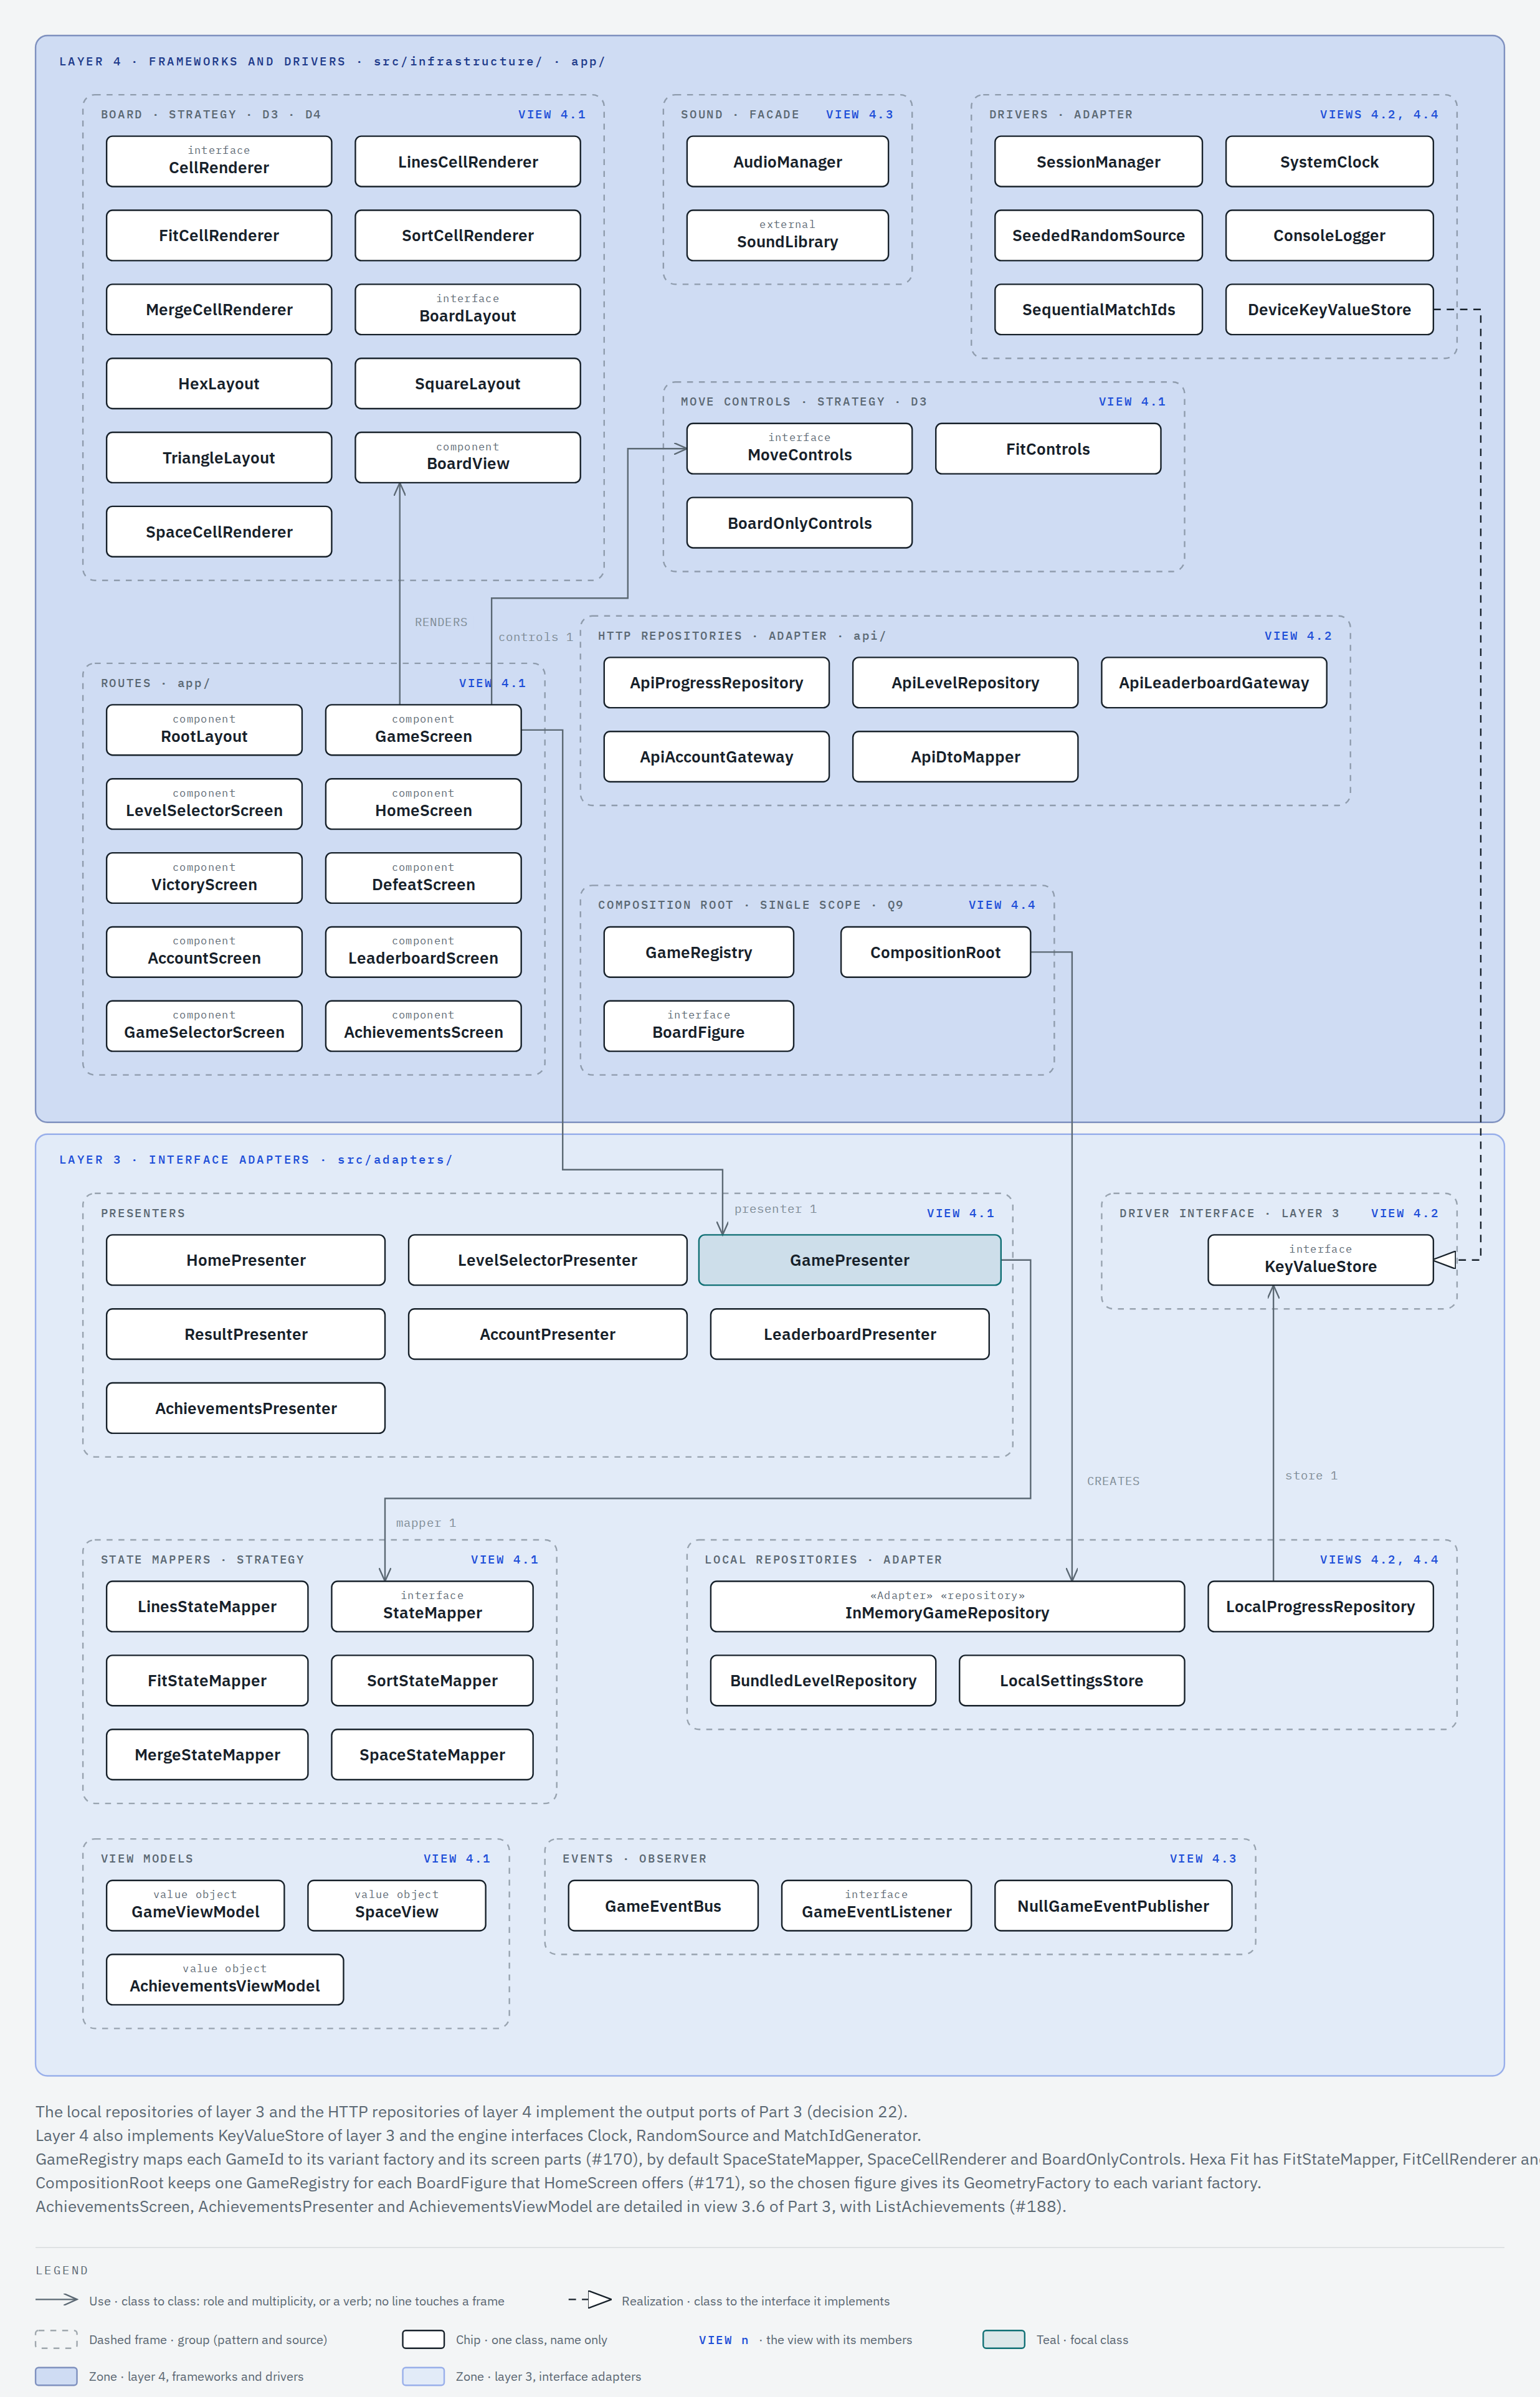 LAYER 4 · FRAMEWORKS AND DRIVERS · src/infrastructure/ · app/
BOARD · STRATEGY · D3 · D4
VIEW 4.1
interface
CellRenderer
LinesCellRenderer
FitCellRenderer
SortCellRenderer
MergeCellRenderer
interface
BoardLayout
HexLayout
SquareLayout
TriangleLayout
component
BoardView
SpaceCellRenderer
SOUND · FACADE
VIEW 4.3
AudioManager
external
SoundLibrary
DRIVERS · ADAPTER
VIEWS 4.2, 4.4
SessionManager
SystemClock
SeededRandomSource
ConsoleLogger
SequentialMatchIds
DeviceKeyValueStore
MOVE CONTROLS · STRATEGY · D3
VIEW 4.1
interface
MoveControls
FitControls
BoardOnlyControls
RENDERS
controls 1
HTTP REPOSITORIES · ADAPTER · api/
VIEW 4.2
ApiProgressRepository
ApiLevelRepository
ApiLeaderboardGateway
ApiAccountGateway
ApiDtoMapper
ROUTES · app/
VIEW 4.1
component
RootLayout
component
GameScreen
component
LevelSelectorScreen
component
HomeScreen
component
VictoryScreen
component
DefeatScreen
component
AccountScreen
component
LeaderboardScreen
component
GameSelectorScreen
component
AchievementsScreen
COMPOSITION ROOT · SINGLE SCOPE · Q9
VIEW 4.4
GameRegistry
CompositionRoot
interface
BoardFigure
LAYER 3 · INTERFACE ADAPTERS · src/adapters/
PRESENTERS
VIEW 4.1
presenter 1
HomePresenter
LevelSelectorPresenter
GamePresenter
ResultPresenter
AccountPresenter
LeaderboardPresenter
AchievementsPresenter
DRIVER INTERFACE · LAYER 3
VIEW 4.2
interface
KeyValueStore
CREATES
store 1
mapper 1
STATE MAPPERS · STRATEGY
VIEW 4.1
LinesStateMapper
interface
StateMapper
FitStateMapper
SortStateMapper
MergeStateMapper
SpaceStateMapper
LOCAL REPOSITORIES · ADAPTER
VIEWS 4.2, 4.4
«Adapter» «repository»
InMemoryGameRepository
LocalProgressRepository
BundledLevelRepository
LocalSettingsStore
VIEW MODELS
VIEW 4.1
value object
GameViewModel
value object
SpaceView
value object
AchievementsViewModel
EVENTS · OBSERVER
VIEW 4.3
GameEventBus
interface
GameEventListener
NullGameEventPublisher
The local repositories of layer 3 and the HTTP repositories of layer 4 implement the output ports of Part 3 (decision 22).
Layer 4 also implements KeyValueStore of layer 3 and the engine interfaces Clock, RandomSource and MatchIdGenerator.
GameRegistry maps each GameId to its variant factory and its screen parts (#170), by default SpaceStateMapper, SpaceCellRenderer and BoardOnlyControls. Hexa Fit has FitStateMapper, FitCellRenderer an
CompositionRoot keeps one GameRegistry for each BoardFigure that HomeScreen offers (#171), so the chosen figure gives its GeometryFactory to each variant factory.
AchievementsScreen, AchievementsPresenter and AchievementsViewModel are detailed in view 3.6 of Part 3, with ListAchievements (#188).
LEGEND
Use · class to class: role and multiplicity, or a verb; no line touches a frame
Realization · class to the interface it implements
Dashed frame · group (pattern and source)
Chip · one class, name only
VIEW n · the view with its members
Teal · focal class
Zone · layer 4, frameworks and drivers
Zone · layer 3, interface adapters